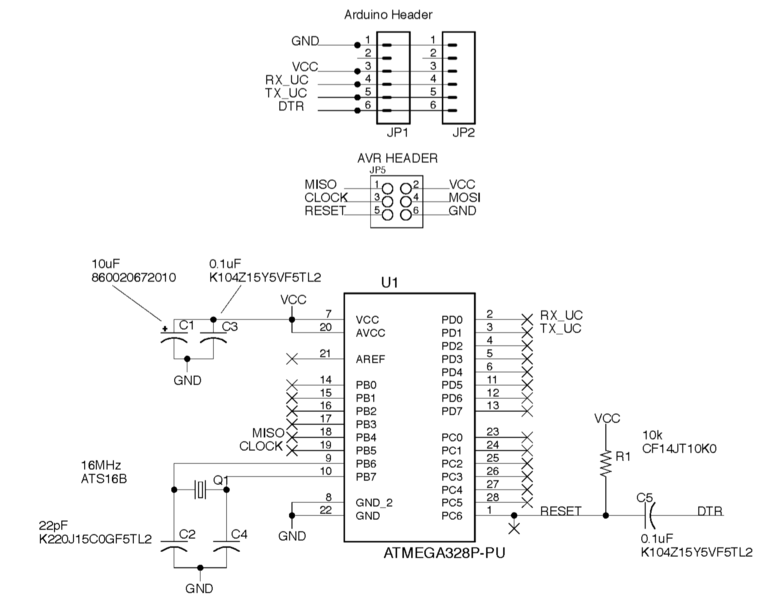 Arduino Header
GND 1 1
2 2
VCC 3 3
RX_UC 4 4
TX_UC 5 5
DTR 6 6
JP1 JP2
AVR HEADER
JP5
MISO 1 2 VCC
CLOCK 3 4 MOSI
RESET 5 6 GND
10uF
860020672010
0.1uF
K104Z15Y5VF5TL2
+ C1 C3
GND
VCC
U1
7 VCC PD0 2 RX_UC
20 AVCC PD1 3 TX_UC
PD2 4
21 AREF PD3 5
PD4 6
14 PB0 PD5 11
15 PB1 PD6 12
16 PB2 PD7 13
17 PB3
MISO 18 PB4 PC0 23
CLOCK 19 PB5 PC1 24
9 PB6 PC2 25
10 PB7 PC3 26
PC4 27
8 GND_2 PC5 28
22 GND PC6 1 RESET
GND
ATMEGA328P-PU
16MHz
ATS16B
Q1
22pF
K220J15C0GF5TL2
C2 C4
GND
VCC
10k
CF14JT10K0
R1
C5
DTR
0.1uF
K104Z15Y5VF5TL2